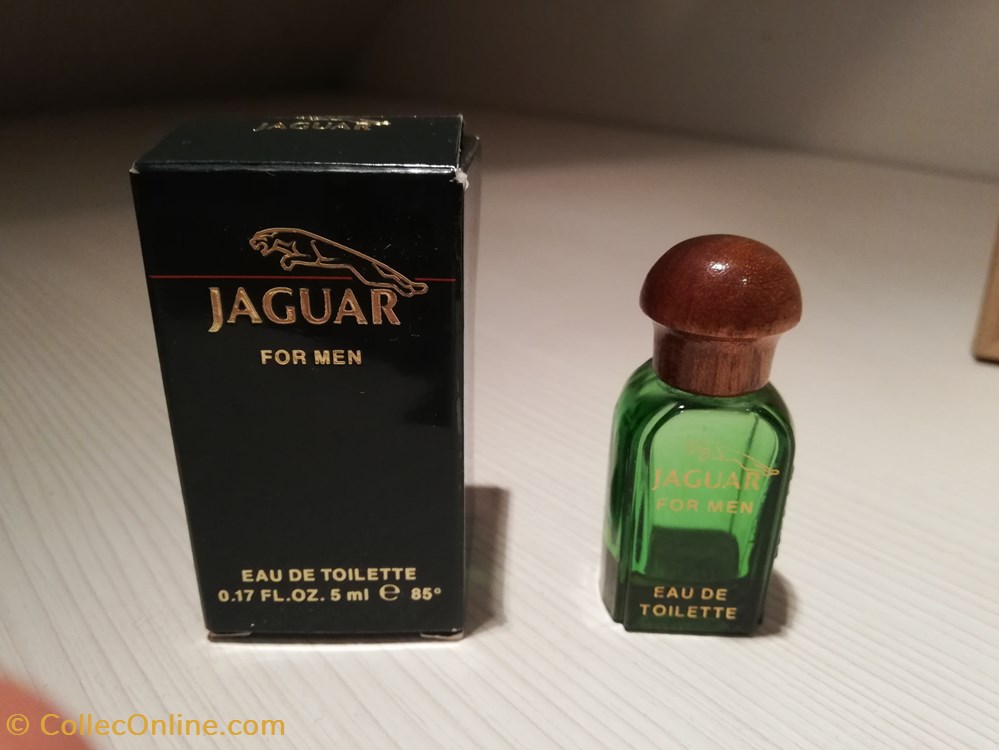 JAGUAR
JAGUAR
FOR MEN
EAU DE TOILETTE
0.17 FL.OZ. 5 ml ℮ 85°
JAGUAR
FOR MEN
EAU DE
TOILETTE
© CollecOnline.com